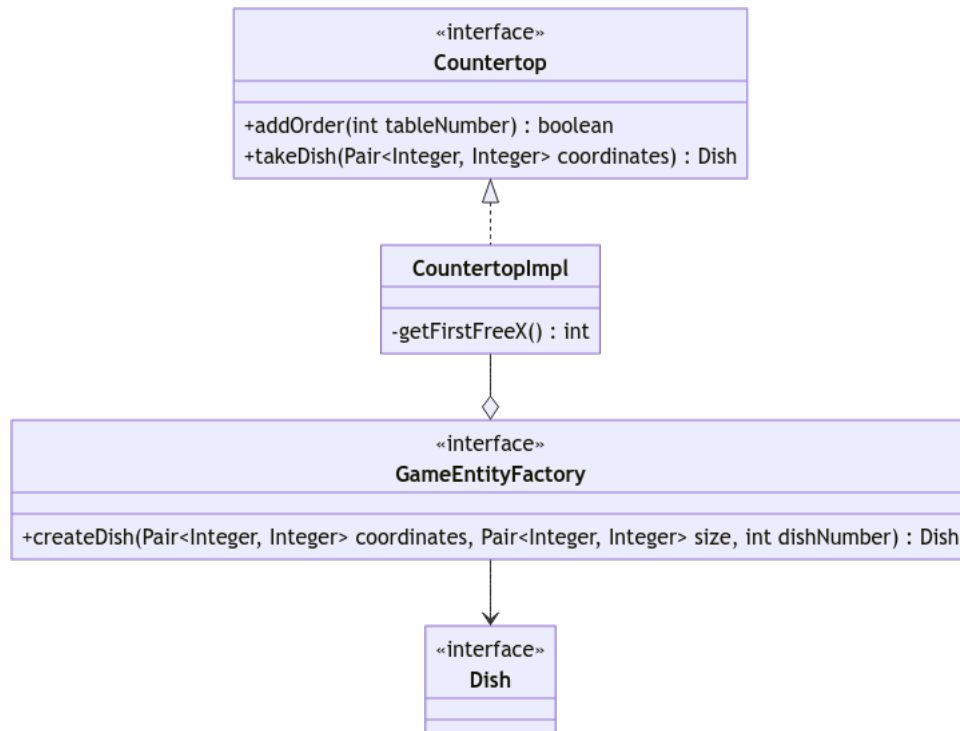 «interface»
Countertop
+addOrder(int tableNumber) : boolean
+takeDish(Pair<Integer, Integer> coordinates) : Dish
CountertopImpl
-getFirstFreeX() : int
«interface»
GameEntityFactory
+createDish(Pair<Integer, Integer> coordinates, Pair<Integer, Integer> size, int dishNumber) : Dish
«interface»
Dish